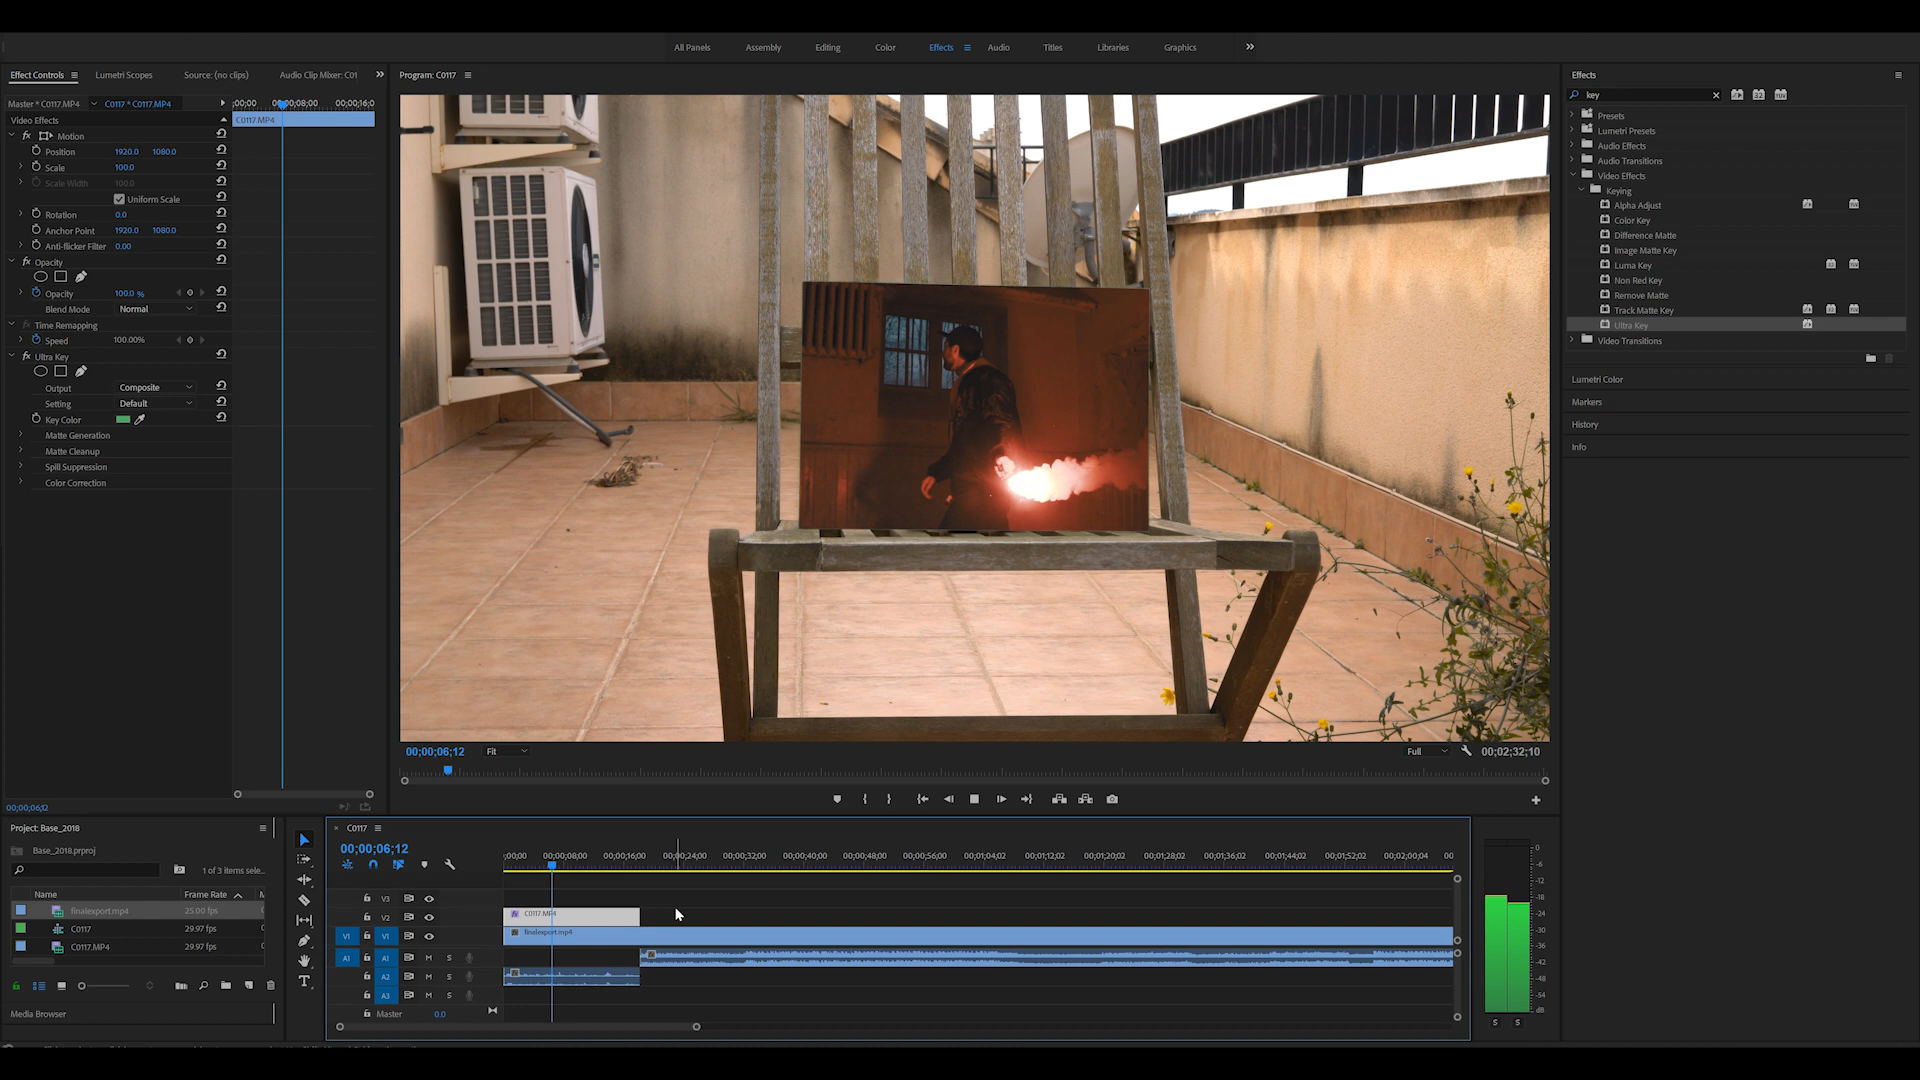 All Panels Assembly Editing Color Effects Audio Titles Libraries Graphics
Effect Controls Lumetri Scopes Source: (no clips) Audio Clip Mixer: C01
Master * C0117.MP4 C0117 * C0117.MP4
;00;00 00;00;08;00 00;00;16;0
Video Effects
C0117.MP4
Motion
Position 1920.0 1080.0
Scale 100.0
Scale Width 100.0
Uniform Scale
Rotation 0.0
Anchor Point 1920.0 1080.0
Anti-flicker Filter 0.00
fx Opacity
Opacity 100.0 %
Blend Mode Normal
Time Remapping
Speed 100.00%
fx Ultra Key
Output Composite
Setting Default
Key Color
Matte Generation
Matte Cleanup
Spill Suppression
Color Correction
00;00;06;12
Program: C0117
00;00;06;12 Fit Full 00;02;32;10
Effects
key
Presets
Lumetri Presets
Audio Effects
Audio Transitions
Video Effects
Keying
Alpha Adjust
Color Key
Difference Matte
Image Matte Key
Luma Key
Non Red Key
Remove Matte
Track Matte Key
Ultra Key
Video Transitions
Lumetri Color
Markers
History
Info
Project: Base_2018
Base_2018.prproj
1 of 3 items sele...
Name Frame Rate
finalexport.mp4 25.00 fps
C0117 29.97 fps
C0117.MP4 29.97 fps
Media Browser
C0117
00;00;06;12
;00;00 00;00;08;00 00;00;16;00 00;00;24;00 00;00;32;00 00;00;40;00 00;00;48;00 00;00;56;00 00;01;04;02 00;01;12;02 00;01;20;02 00;01;28;02 00;01;36;02 00;01;44;02 00;01;52;02 00;02;00;04 00
V3
V2 C0117.MP4
V1 V1 finalexport.mp4
A1 A1 M S
A2 M S
A3 M S
Master 0.0
0
-6
-12
-18
-24
-30
-36
-42
-48
-54
dB
S S